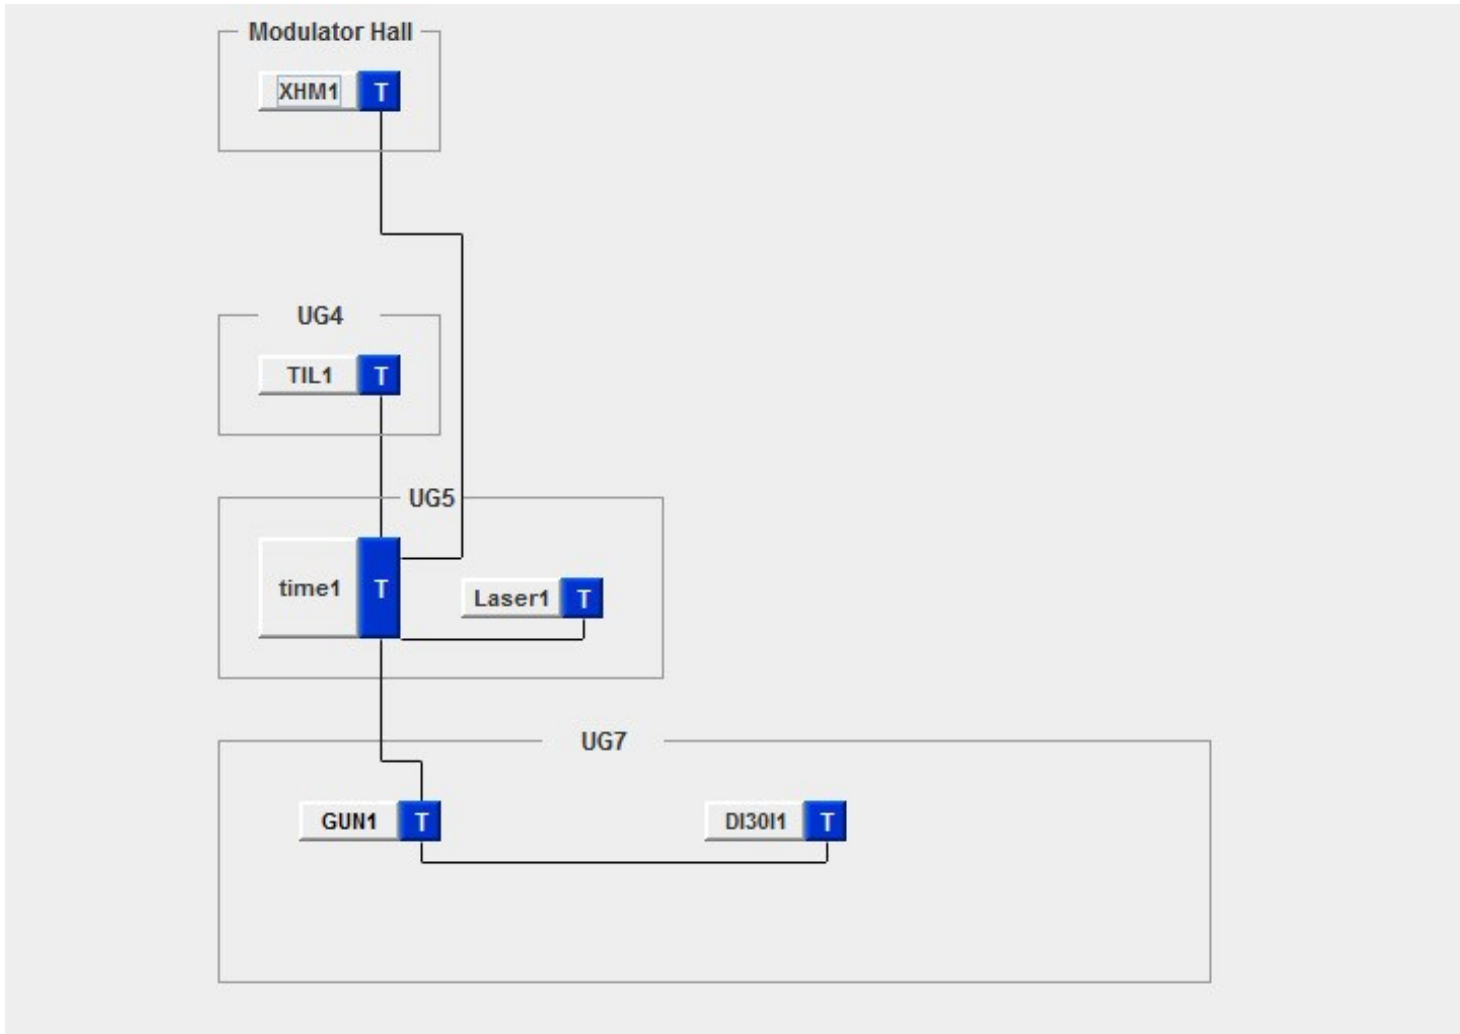 Modulator Hall
XHM1 T
UG4
TIL1 T
UG5
time1 T
Laser1 T
UG7
GUN1 T
DI30I1 T